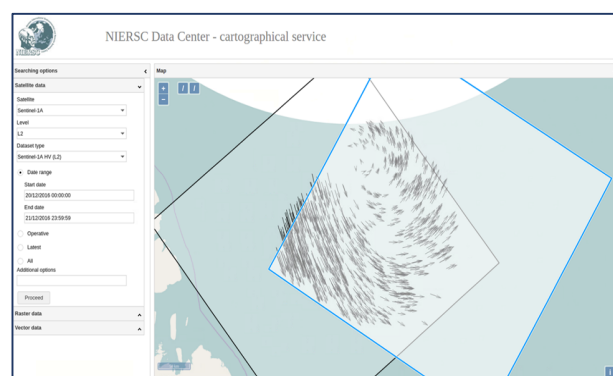 NIERSC
NIERSC Data Center - cartographical service
Searching options
Satellite data
Satellite
Sentinel-1A
Level
L2
Dataset type
Sentinel-1A HV (L2)
Date range
Start date
20/12/2016 00:00:00
End date
21/12/2016 23:59:59
Operative
Latest
All
Additional options
Proceed
Raster data
Vector data
Map
+
i i
−
i